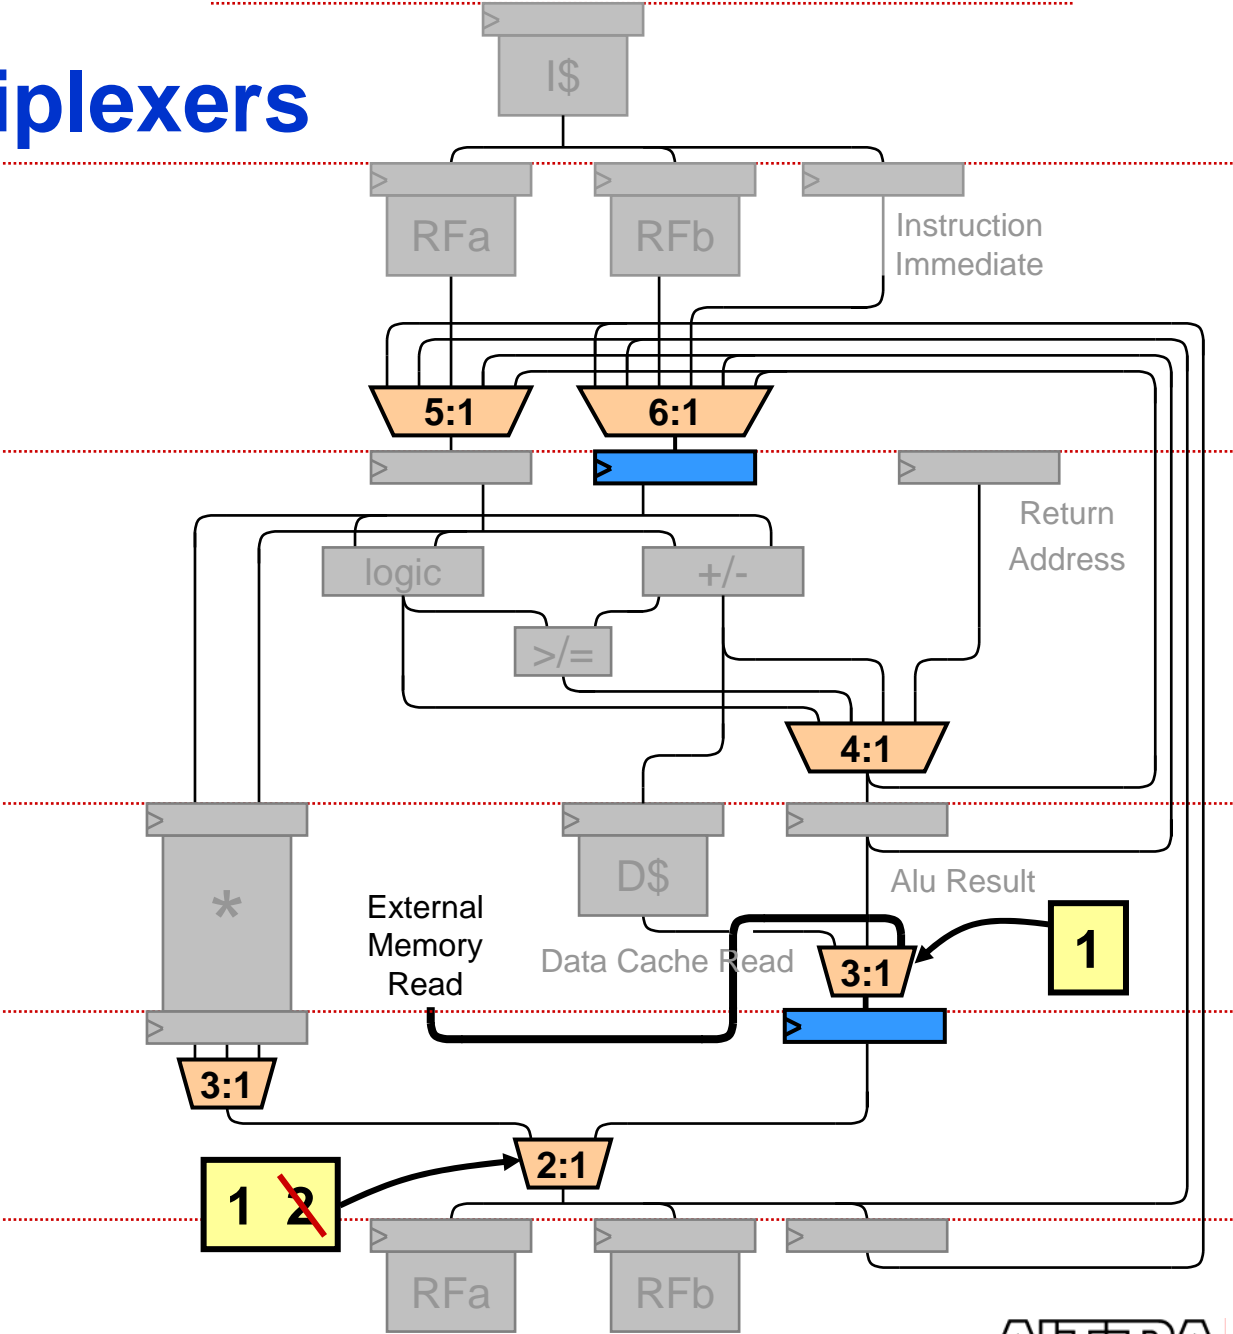 I$
iplexers
RFa
RFb
Instruction
Immediate
5:1
6:1
Return
Address
logic
+/-
>/=
4:1
*
D$
Alu Result
External
Memory
Read
Data Cache Read
3:1
1
3:1
2:1
1 2
RFa
RFb
ALTERA